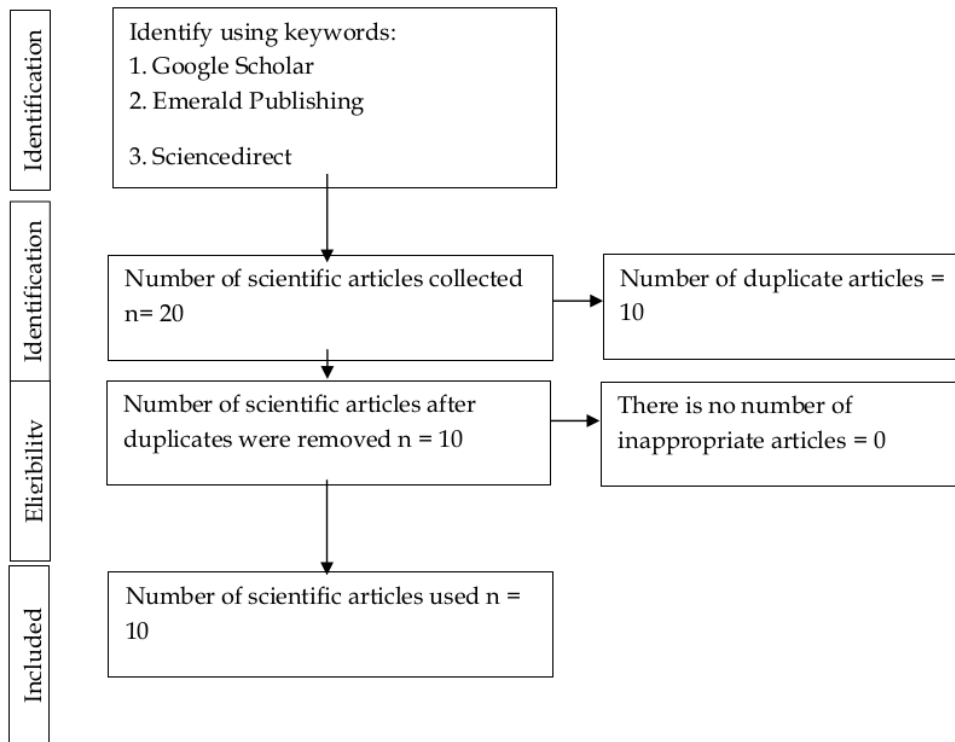 Identification
Identify using keywords:
1. Google Scholar
2. Emerald Publishing
3. Sciencedirect
Identification
Number of scientific articles collected
n= 20
Number of duplicate articles =
10
Eligibility
Number of scientific articles after
duplicates were removed n = 10
There is no number of
inappropriate articles = 0
Included
Number of scientific articles used n =
10